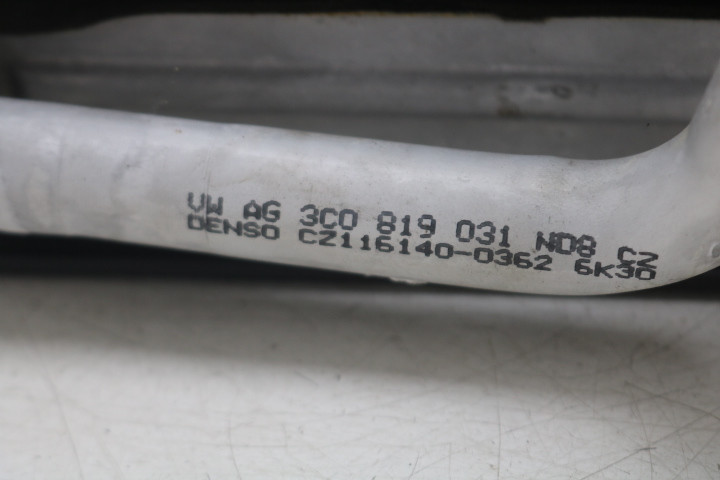 VW AG 3C0 819 031 ND8 CZ
DENSO CZ116140-0362 6K30